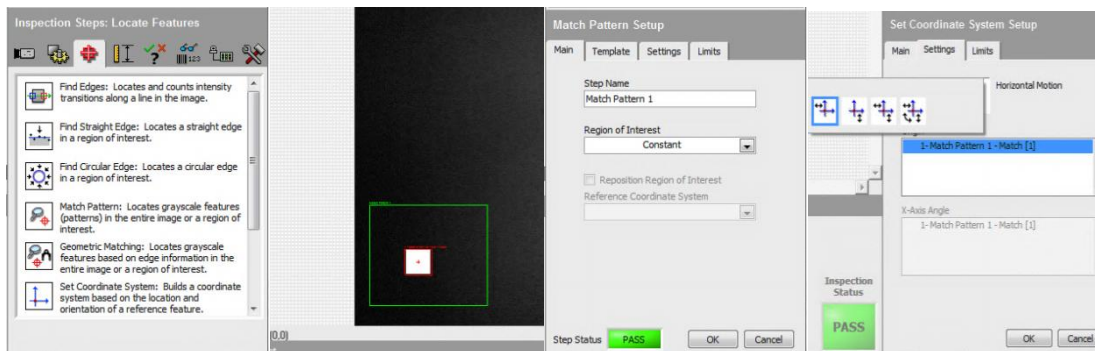 Inspection Steps: Locate Features
123
Find Edges: Locates and counts intensity
transitions along a line in the image.
Find Straight Edge: Locates a straight edge
in a region of interest.
Find Circular Edge: Locates a circular edge
in a region of interest.
Match Pattern: Locates grayscale features
(patterns) in the entire image or a region of
interest.
Geometric Matching: Locates grayscale
features based on edge information in the
entire image or a region of interest.
Set Coordinate System: Builds a coordinate
system based on the location and
orientation of a reference feature.
(0,0)
Match Pattern Setup
Main Template Settings Limits
Step Name
Match Pattern 1
Region of Interest
Constant
Reposition Region of Interest
Reference Coordinate System
Step Status PASS OK Cancel
Inspection
Status
PASS
Set Coordinate System Setup
Main Settings Limits
Horizontal Motion
1- Match Pattern 1 - Match [1]
X-Axis Angle
1- Match Pattern 1 - Match [1]
OK Cancel